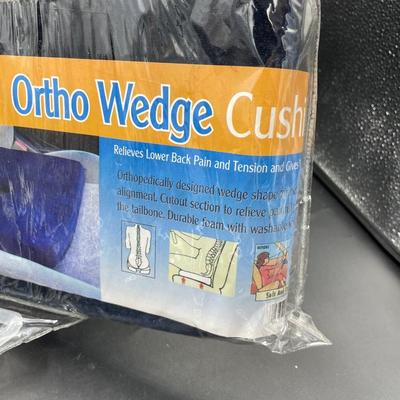 Ortho Wedge Cushi
Relieves Lower Back Pain and Tension and Gives
Orthopedically designed wedge shape
alignment. Cutout section to relieve
the tailbone. Durable foam with washable